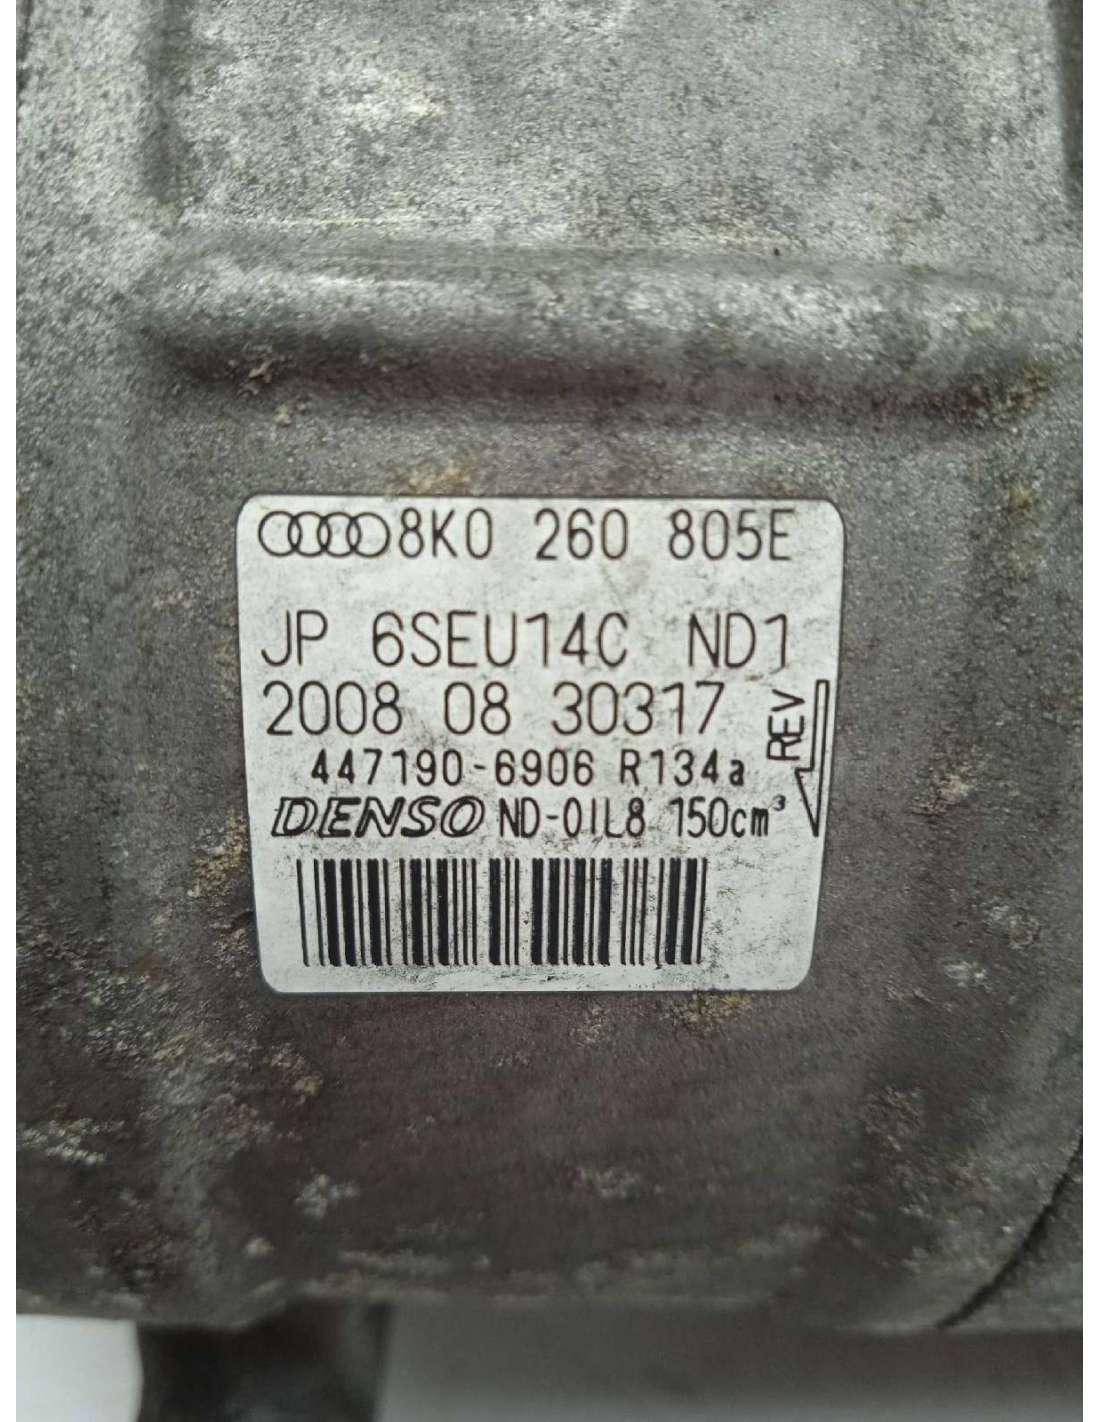 8K0 260 805E
JP 6SEU14C ND1
2008 08 30317
REV
447190-6906 R134a
DENSO ND-OIL8 150cm³